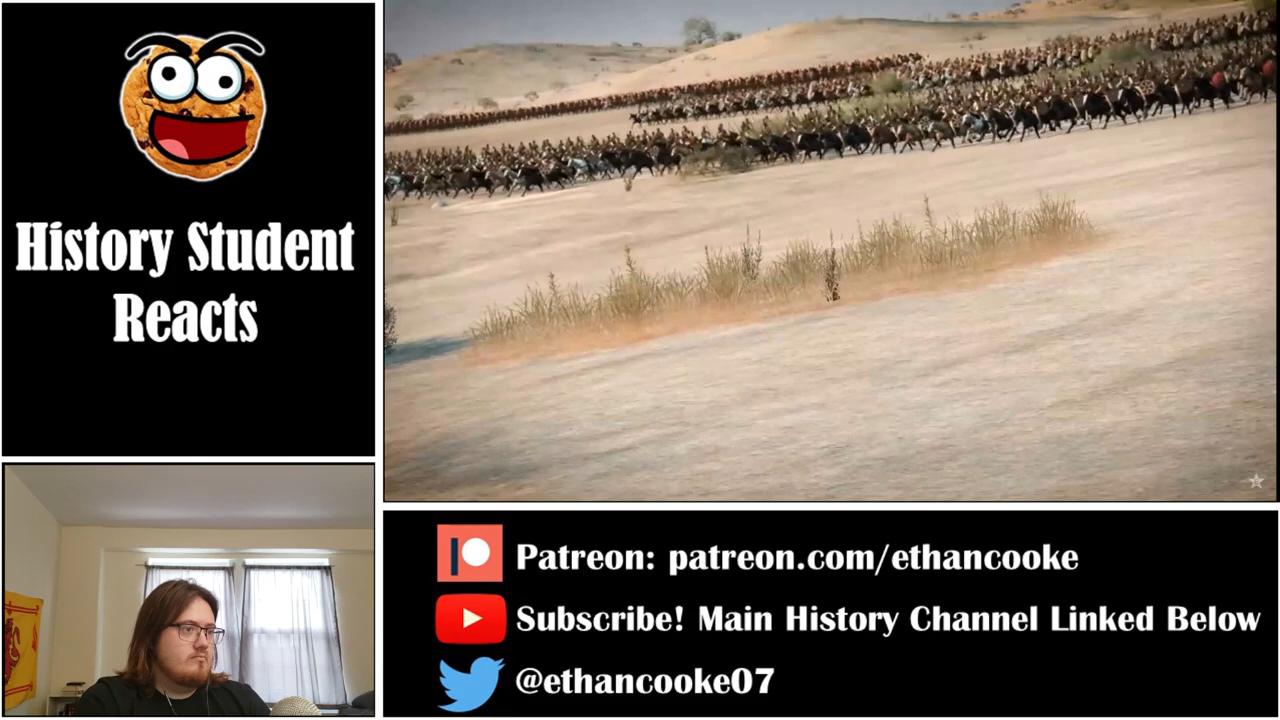 History Student
Reacts
Patreon: patreon.com/ethancooke
Subscribe! Main History Channel Linked Below
@ethancooke07